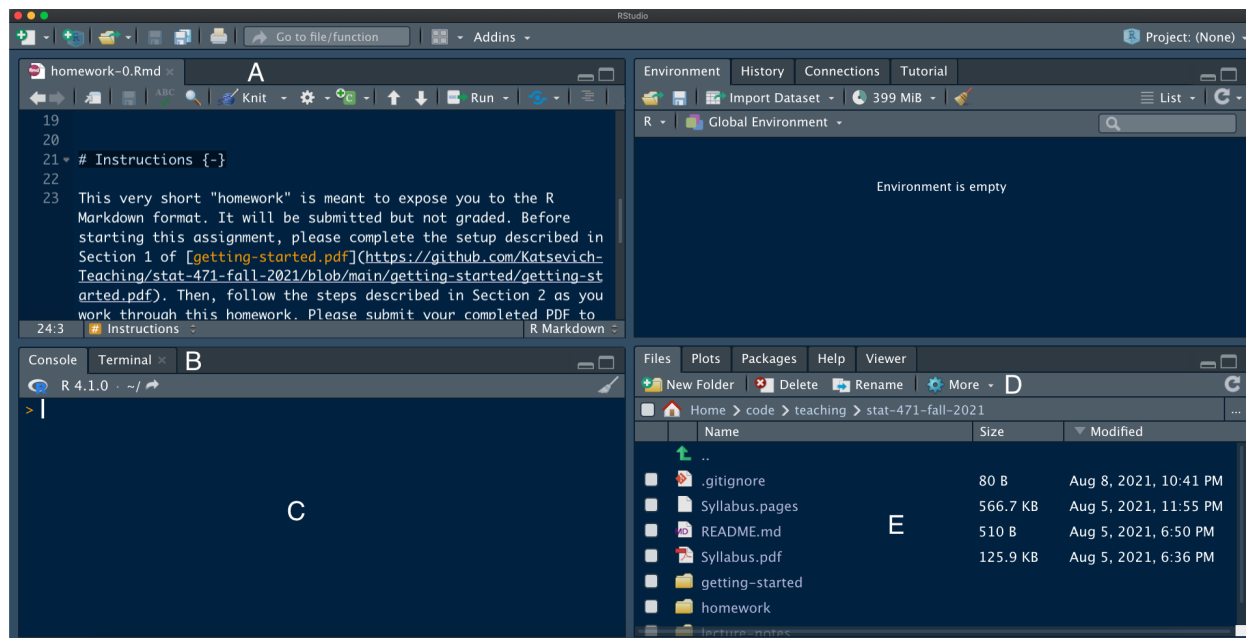 RStudio
Go to file/function Addins Project: (None)
homework-0.Rmd A
ABC Knit Run
19
20
21 # Instructions {-}
22
23 This very short "homework" is meant to expose you to the R
Markdown format. It will be submitted but not graded. Before
starting this assignment, please complete the setup described in
Section 1 of [getting-started.pdf](https://github.com/Katsevich-
Teaching/stat-471-fall-2021/blob/main/getting-started/getting-st
arted.pdf). Then, follow the steps described in Section 2 as you
work through this homework. Please submit your completed PDF to
24:3 # Instructions R Markdown
Environment History Connections Tutorial
Import Dataset 399 MiB List
R Global Environment
Environment is empty
Console Terminal B
R 4.1.0 · ~/
>
C
Files Plots Packages Help Viewer
New Folder Delete Rename More D
Home code teaching stat-471-fall-2021 ...
Name Size Modified
..
.gitignore 80 B Aug 8, 2021, 10:41 PM
Syllabus.pages 566.7 KB Aug 5, 2021, 11:55 PM
README.md 510 B Aug 5, 2021, 6:50 PM
E
Syllabus.pdf 125.9 KB Aug 5, 2021, 6:36 PM
getting-started
homework
lecture-notes